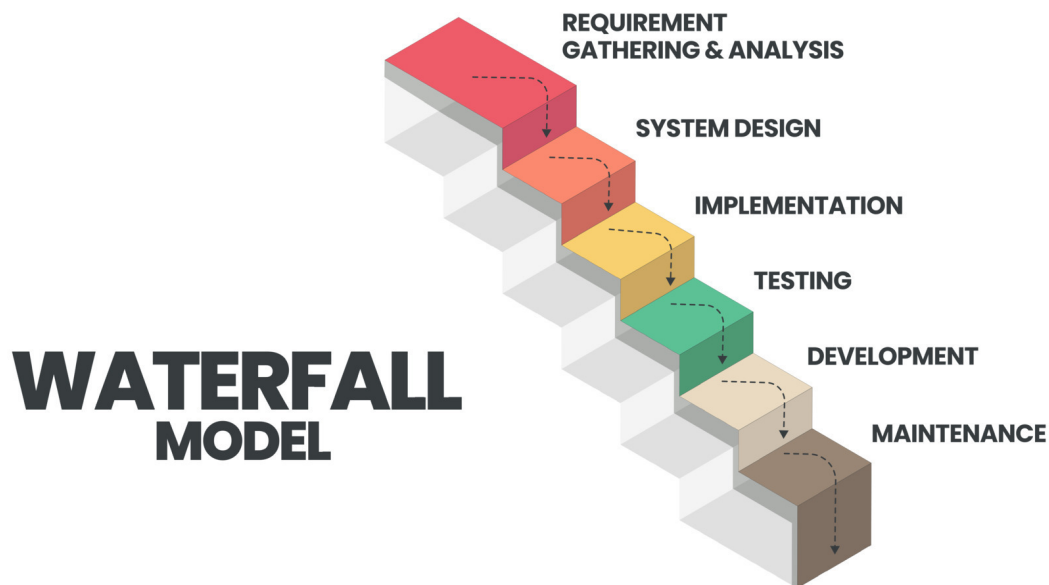 REQUIREMENT
GATHERING & ANALYSIS
SYSTEM DESIGN
IMPLEMENTATION
TESTING
DEVELOPMENT
MAINTENANCE
WATERFALL
MODEL